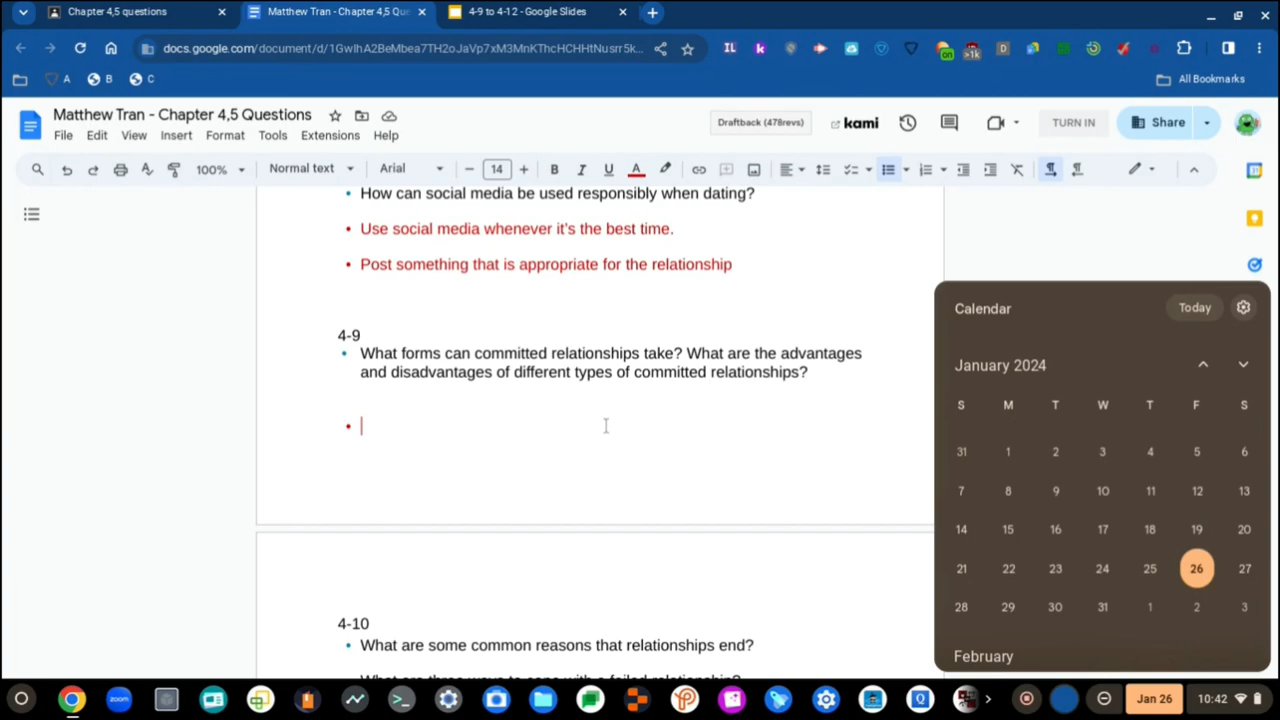 Chapter 4,5 questions
Matthew Tran - Chapter 4,5 Que
4-9 to 4-12 - Google Slides
docs.google.com/document/d/1GwIhA2BeMbea7TH2oJaVp7xM3MnKThcHCHHtNusrr5k...
A
B
C
All Bookmarks
Matthew Tran - Chapter 4,5 Questions
File Edit View Insert Format Tools Extensions Help
Draftback (478revs)
kami
TURN IN
Share
100%
Normal text
Arial
14
• How can social media be used responsibly when dating?
• Use social media whenever it's the best time.
• Post something that is appropriate for the relationship
4-9
• What forms can committed relationships take? What are the advantages
and disadvantages of different types of committed relationships?
4-10
• What are some common reasons that relationships end?
Calendar
Today
January 2024
S M T W T F S
31 1 2 3 4 5 6
7 8 9 10 11 12 13
14 15 16 17 18 19 20
21 22 23 24 25 26 27
28 29 30 31 1 2 3
February
zoom
Jan 26
10:42